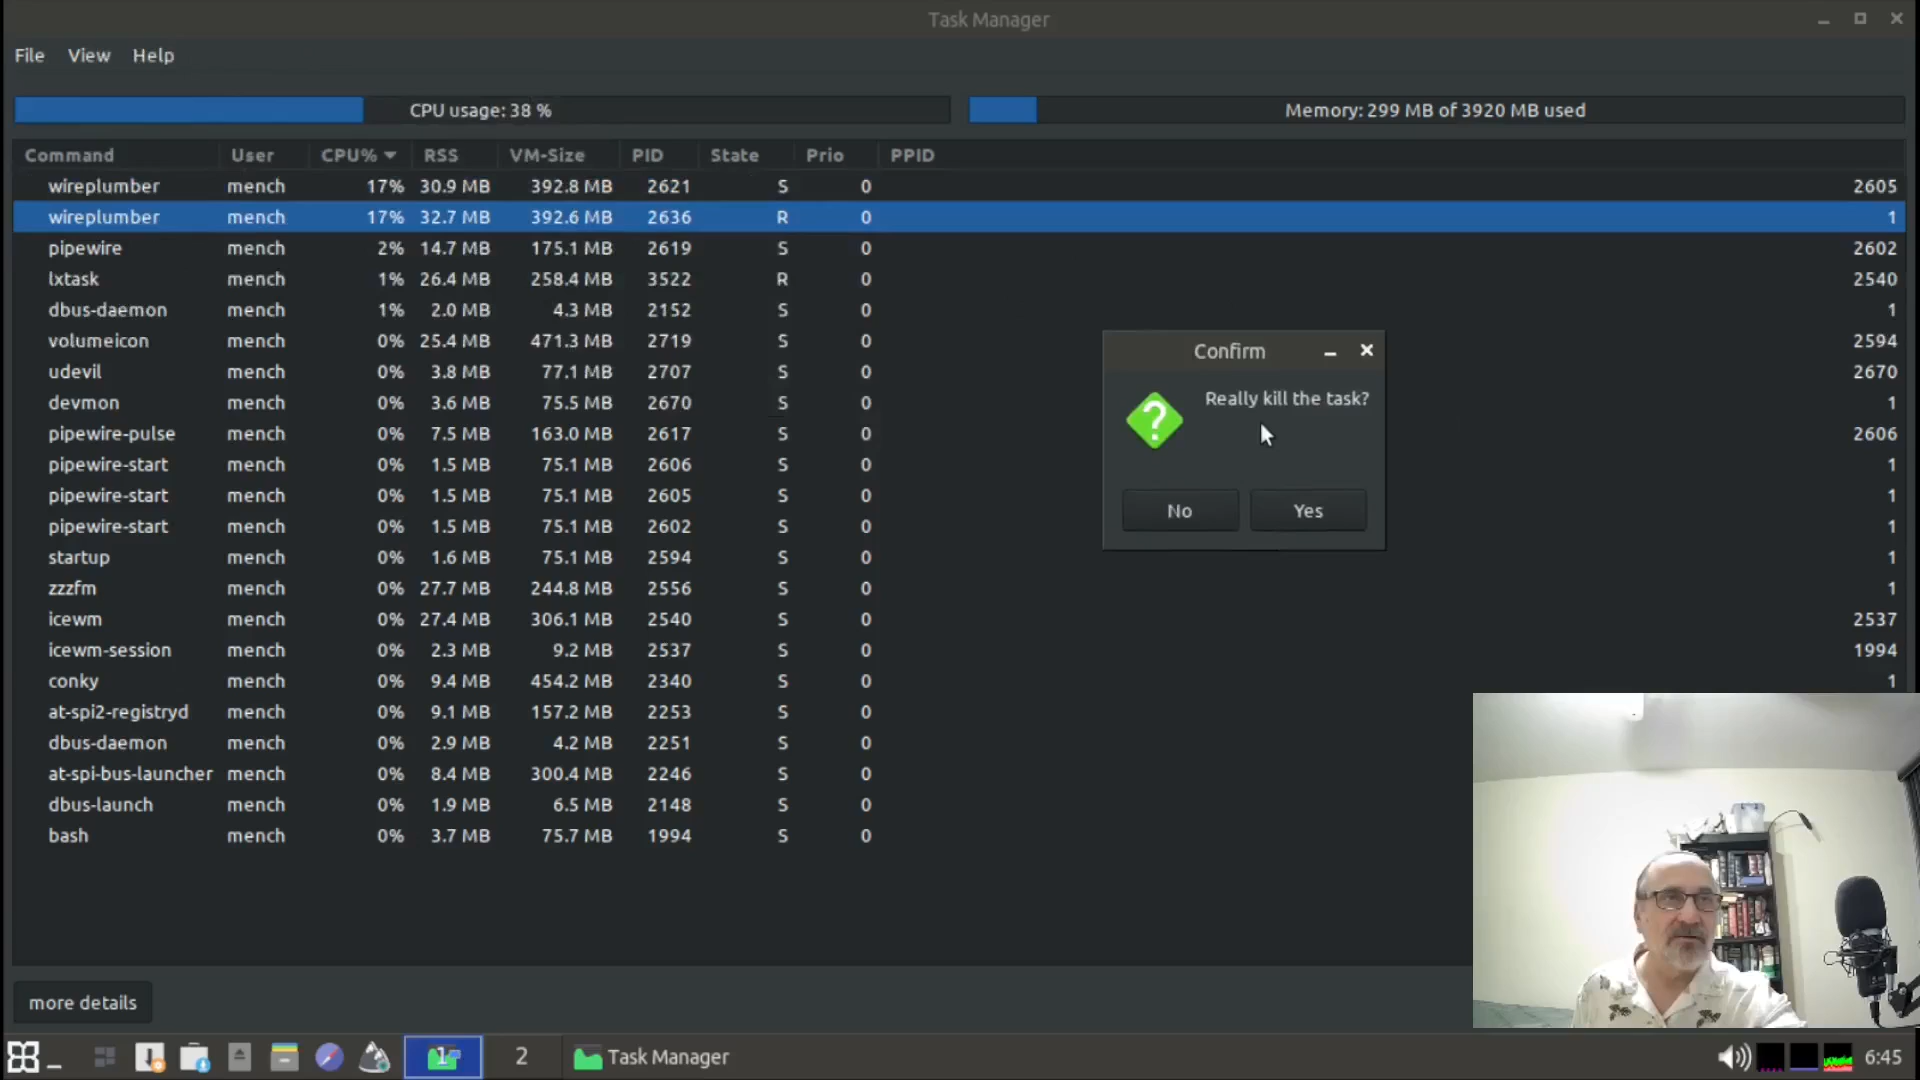 Task Manager
File View Help
CPU usage: 38 % Memory: 299 MB of 3920 MB used
Command User CPU% RSS VM-Size PID State Prio PPID
wireplumber mench 17% 30.9 MB 392.8 MB 2621 S 0 2605
wireplumber mench 17% 32.7 MB 392.6 MB 2636 R 0 1
pipewire mench 2% 14.7 MB 175.1 MB 2619 S 0 2602
lxtask mench 1% 26.4 MB 258.4 MB 3522 R 0 2540
dbus-daemon mench 1% 2.0 MB 4.3 MB 2152 S 0 1
volumeicon mench 0% 25.4 MB 471.3 MB 2719 S 0 2594
udevil mench 0% 3.8 MB 77.1 MB 2707 S 0 2670
devmon mench 0% 3.6 MB 75.5 MB 2670 S 0 1
pipewire-pulse mench 0% 7.5 MB 163.0 MB 2617 S 0 2606
pipewire-start mench 0% 1.5 MB 75.1 MB 2606 S 0 1
pipewire-start mench 0% 1.5 MB 75.1 MB 2605 S 0 1
pipewire-start mench 0% 1.5 MB 75.1 MB 2602 S 0 1
startup mench 0% 1.6 MB 75.1 MB 2594 S 0 1
zzzfm mench 0% 27.7 MB 244.8 MB 2556 S 0 1
icewm mench 0% 27.4 MB 306.1 MB 2540 S 0 2537
icewm-session mench 0% 2.3 MB 9.2 MB 2537 S 0 1994
conky mench 0% 9.4 MB 454.2 MB 2340 S 0 1
at-spi2-registryd mench 0% 9.1 MB 157.2 MB 2253 S 0
dbus-daemon mench 0% 2.9 MB 4.2 MB 2251 S 0
at-spi-bus-launcher mench 0% 8.4 MB 300.4 MB 2246 S 0
dbus-launch mench 0% 1.9 MB 6.5 MB 2148 S 0
bash mench 0% 3.7 MB 75.7 MB 1994 S 0
Confirm
Really kill the task?
No Yes
more details
1 2 Task Manager 6:45